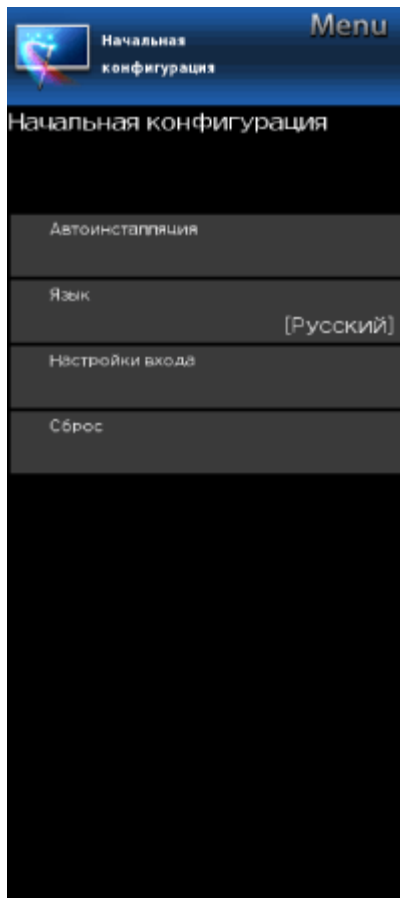 Menu
Начальная
конфигурация
Начальная конфигурация
Автоинсталляция
Язык
[Русский]
Настройки входа
Сброс